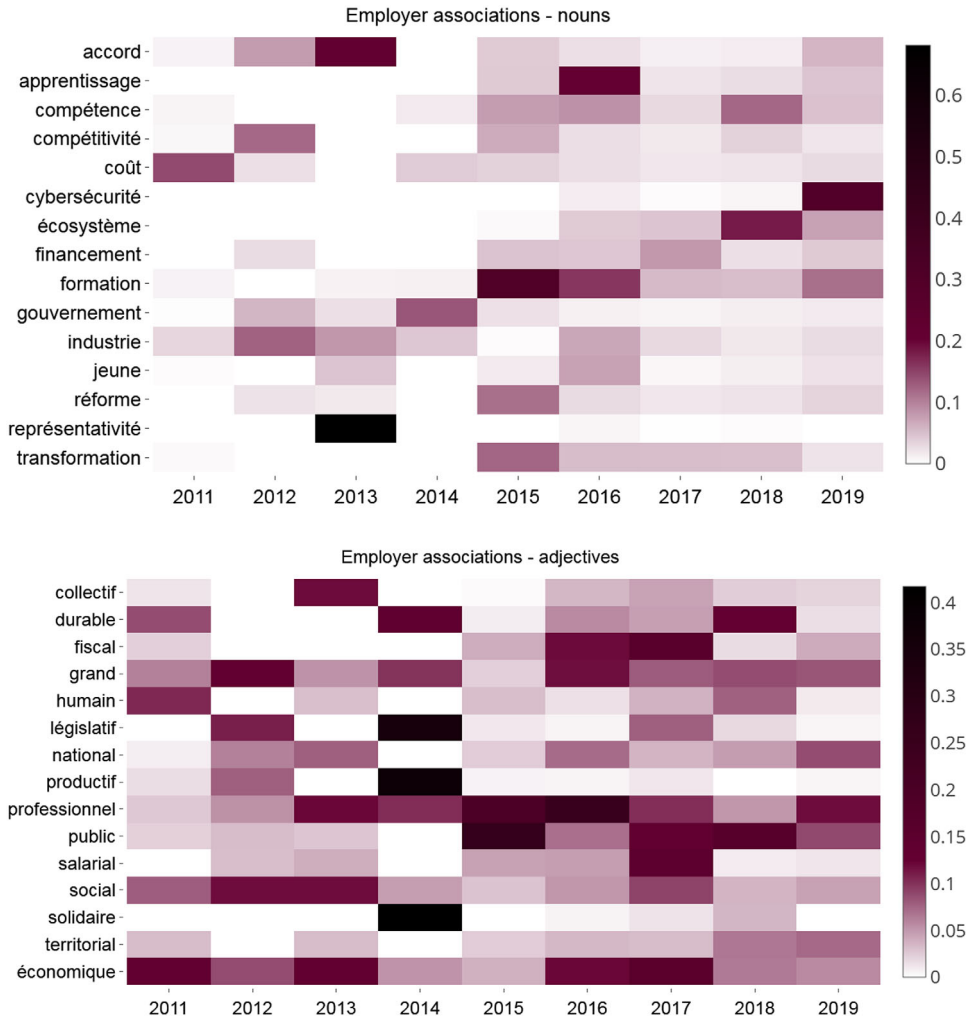 Employer associations - nouns
accord
apprentissage
compétence
compétitivité
coût
cybersécurité
écosystème
financement
formation
gouvernement
industrie
jeune
réforme
représentativité
transformation
2011 2012 2013 2014 2015 2016 2017 2018 2019
0.6
0.5
0.4
0.3
0.2
0.1
0
Employer associations - adjectives
collectif
durable
fiscal
grand
humain
législatif
national
productif
professionnel
public
salarial
social
solidaire
territorial
économique
2011 2012 2013 2014 2015 2016 2017 2018 2019
0.4
0.35
0.3
0.25
0.2
0.15
0.1
0.05
0